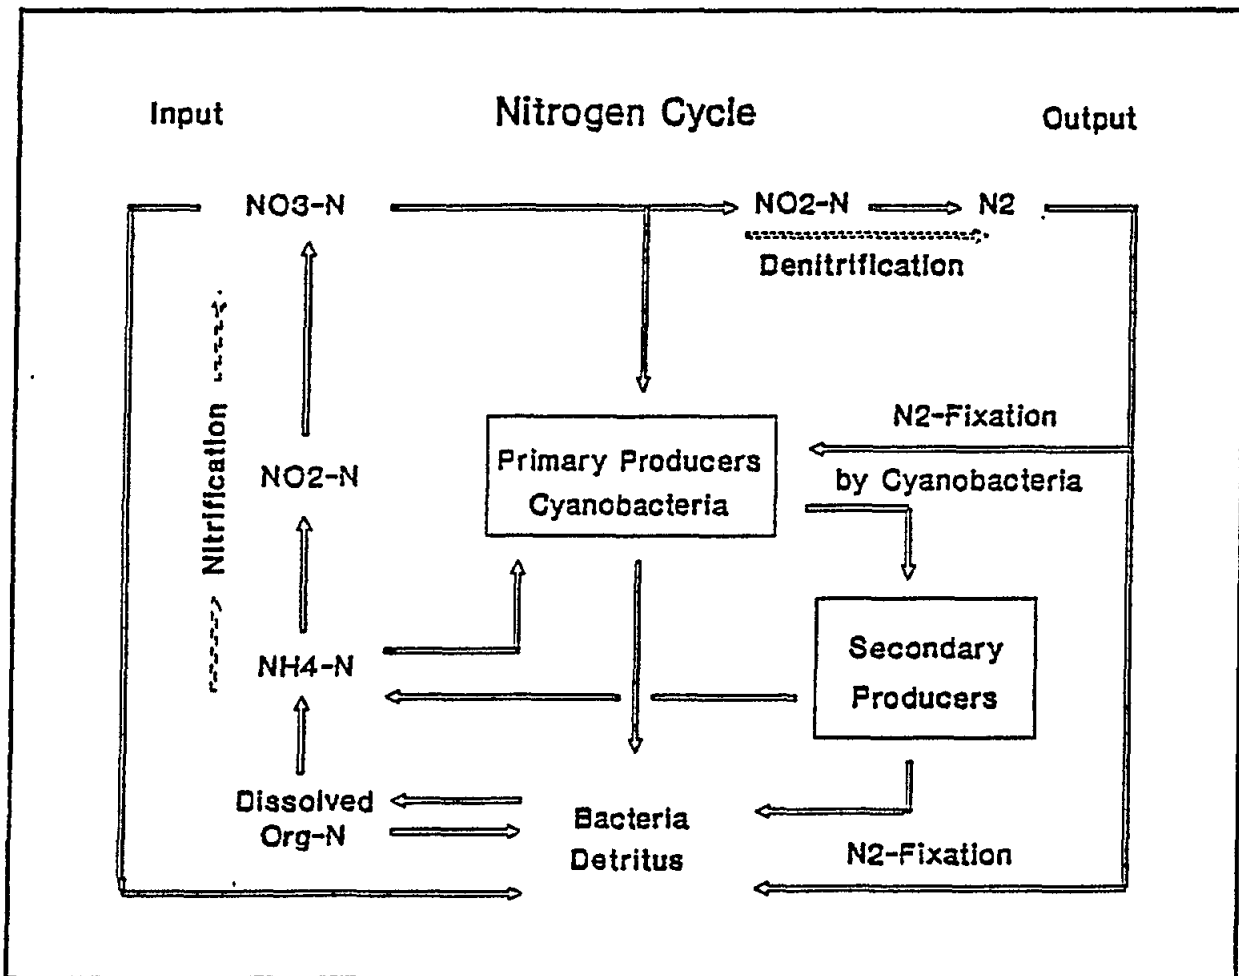 Input
Nitrogen Cycle
Output
NO3-N
NO2-N
N2
Denitrification
Nitrification
N2-Fixation
by Cyanobacteria
Primary Producers
Cyanobacteria
NO2-N
Secondary
Producers
NH4-N
Dissolved
Org-N
Bacteria
Detritus
N2-Fixation